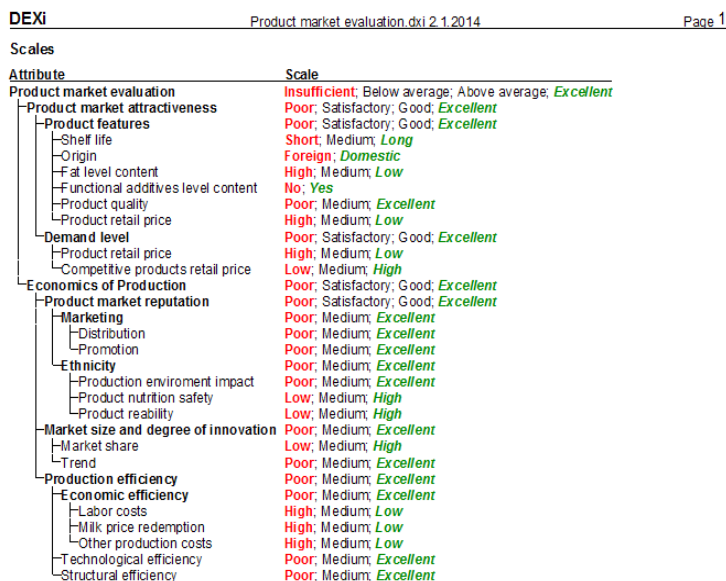 DEXi Product market evaluation.dxi 2.1.2014 Page 1
Scales
Attribute Scale
Product market evaluation Insufficient; Below average; Above average; Excellent
Product market attractiveness Poor; Satisfactory; Good; Excellent
Product features Poor; Satisfactory; Good; Excellent
Shelf life Short; Medium; Long
Origin Foreign; Domestic
Fat level content High; Medium; Low
Functional additives level content No; Yes
Product quality Poor; Medium; Excellent
Product retail price High; Medium; Low
Demand level Poor; Satisfactory; Good; Excellent
Product retail price High; Medium; Low
Competitive products retail price Low; Medium; High
Economics of Production Poor; Satisfactory; Good; Excellent
Product market reputation Poor; Satisfactory; Good; Excellent
Marketing Poor; Medium; Excellent
Distribution Poor; Medium; Excellent
Promotion Poor; Medium; Excellent
Ethnicity Poor; Medium; Excellent
Production enviroment impact Poor; Medium; Excellent
Product nutrition safety Low; Medium; High
Product reability Low; Medium; High
Market size and degree of innovation Poor; Medium; Excellent
Market share Low; Medium; High
Trend Poor; Medium; Excellent
Production efficiency Poor; Medium; Excellent
Economic efficiency Poor; Medium; Excellent
Labor costs High; Medium; Low
Milk price redemption High; Medium; Low
Other production costs High; Medium; Low
Technological efficiency Poor; Medium; Excellent
Structural efficiency Poor; Medium; Excellent